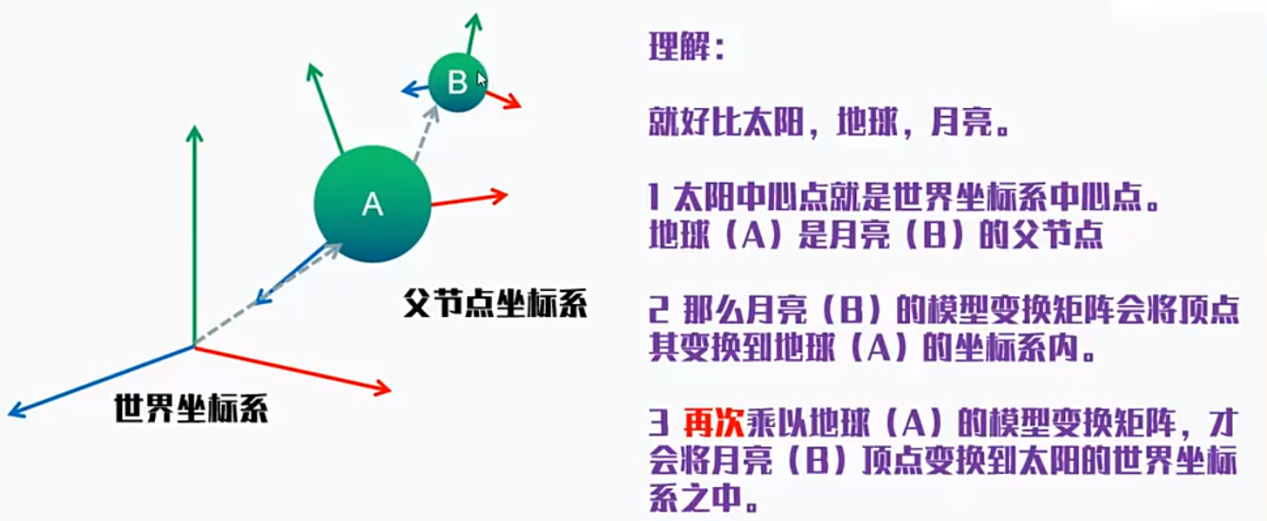 B
A
父节点坐标系
世界坐标系
理解：
就好比太阳，地球，月亮。
1 太阳中心点就是世界坐标系中心点。
地球（A）是月亮（B）的父节点
2 那么月亮（B）的模型变换矩阵会将顶点
其变换到地球（A）的坐标系内。
3 再次乘以地球（A）的模型变换矩阵，才
会将月亮（B）顶点变换到太阳的世界坐标
系之中。